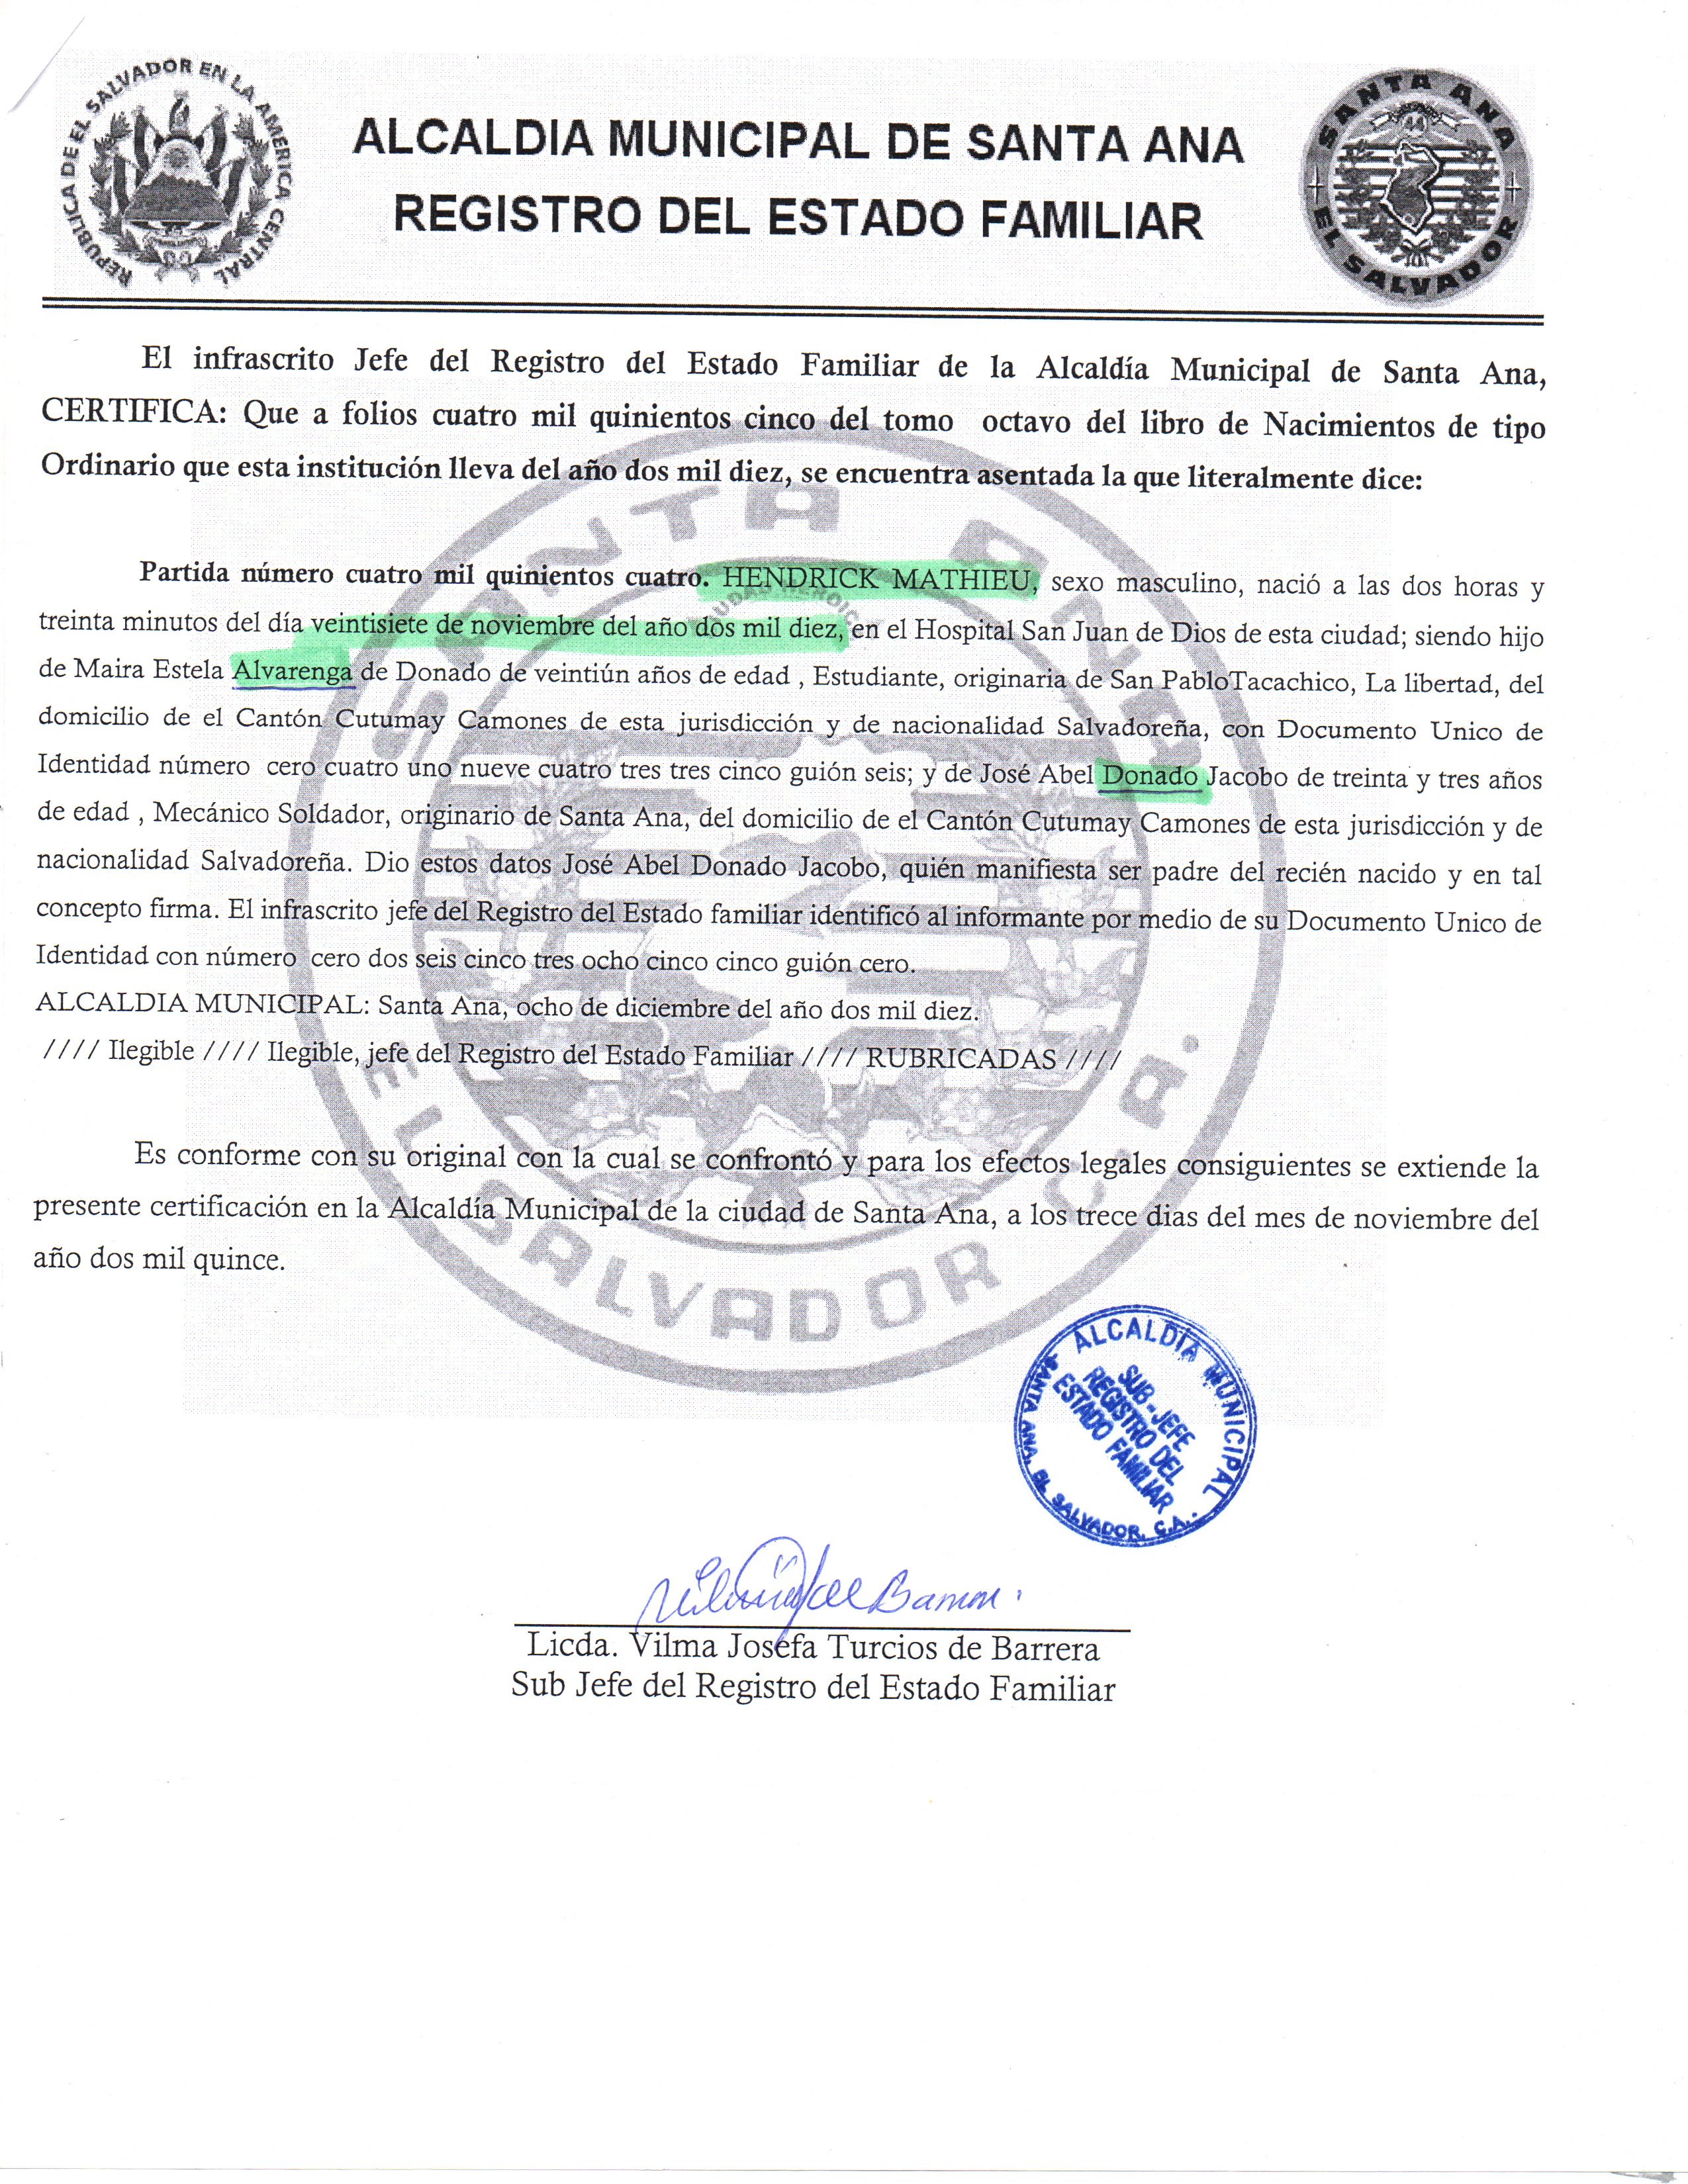 REPUBLICA DE EL SALVADOR EN LA AMERICA CENTRAL
ALCALDIA MUNICIPAL DE SANTA ANA
REGISTRO DEL ESTADO FAMILIAR
SANTA ANA
EL SALVADOR
El infrascrito Jefe del Registro del Estado Familiar de la Alcaldía Municipal de Santa Ana,
CERTIFICA: Que a folios cuatro mil quinientos cinco del tomo octavo del libro de Nacimientos de tipo
Ordinario que esta institución lleva del año dos mil diez, se encuentra asentada la que literalmente dice:
Partida número cuatro mil quinientos cuatro. HENDRICK MATHIEU, sexo masculino, nació a las dos horas y
treinta minutos del día veintisiete de noviembre del año dos mil diez, en el Hospital San Juan de Dios de esta ciudad; siendo hijo
de Maira Estela Alvarenga de Donado de veintiún años de edad , Estudiante, originaria de San PabloTacachico, La libertad, del
domicilio de el Cantón Cutumay Camones de esta jurisdicción y de nacionalidad Salvadoreña, con Documento Unico de
Identidad número cero cuatro uno nueve cuatro tres tres cinco guión seis; y de José Abel Donado Jacobo de treinta y tres años
de edad , Mecánico Soldador, originario de Santa Ana, del domicilio de el Cantón Cutumay Camones de esta jurisdicción y de
nacionalidad Salvadoreña. Dio estos datos José Abel Donado Jacobo, quién manifiesta ser padre del recién nacido y en tal
concepto firma. El infrascrito jefe del Registro del Estado familiar identificó al informante por medio de su Documento Unico de
Identidad con número cero dos seis cinco tres ocho cinco cinco guión cero.
ALCALDIA MUNICIPAL: Santa Ana, ocho de diciembre del año dos mil diez.
//// Ilegible //// Ilegible, jefe del Registro del Estado Familiar //// RUBRICADAS ////
Es conforme con su original con la cual se confrontó y para los efectos legales consiguientes se extiende la
presente certificación en la Alcaldía Municipal de la ciudad de Santa Ana, a los trece dias del mes de noviembre del
año dos mil quince.
SANTA ANA
EL SALVADOR C.A.
ALCALDÍA MUNICIPAL
SUB-JEFE
REGISTRO DEL
ESTADO FAMILIAR
SANTA ANA, EL SALVADOR, C.A.
Licda. Vilma Josefa Turcios de Barrera
Sub Jefe del Registro del Estado Familiar